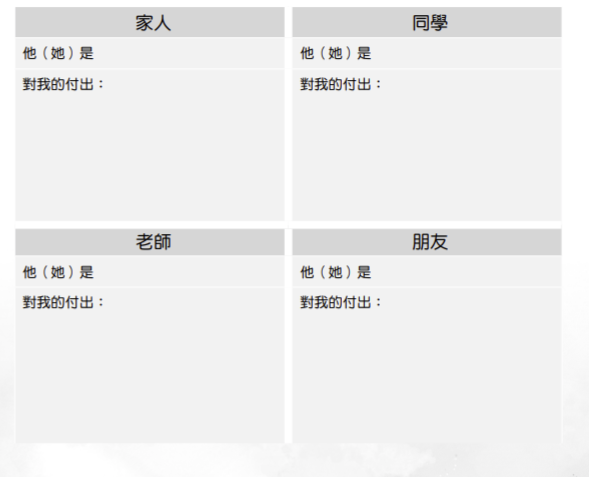 家人
他（她）是
對我的付出：
同學
他（她）是
對我的付出：
老師
他（她）是
對我的付出：
朋友
他（她）是
對我的付出：